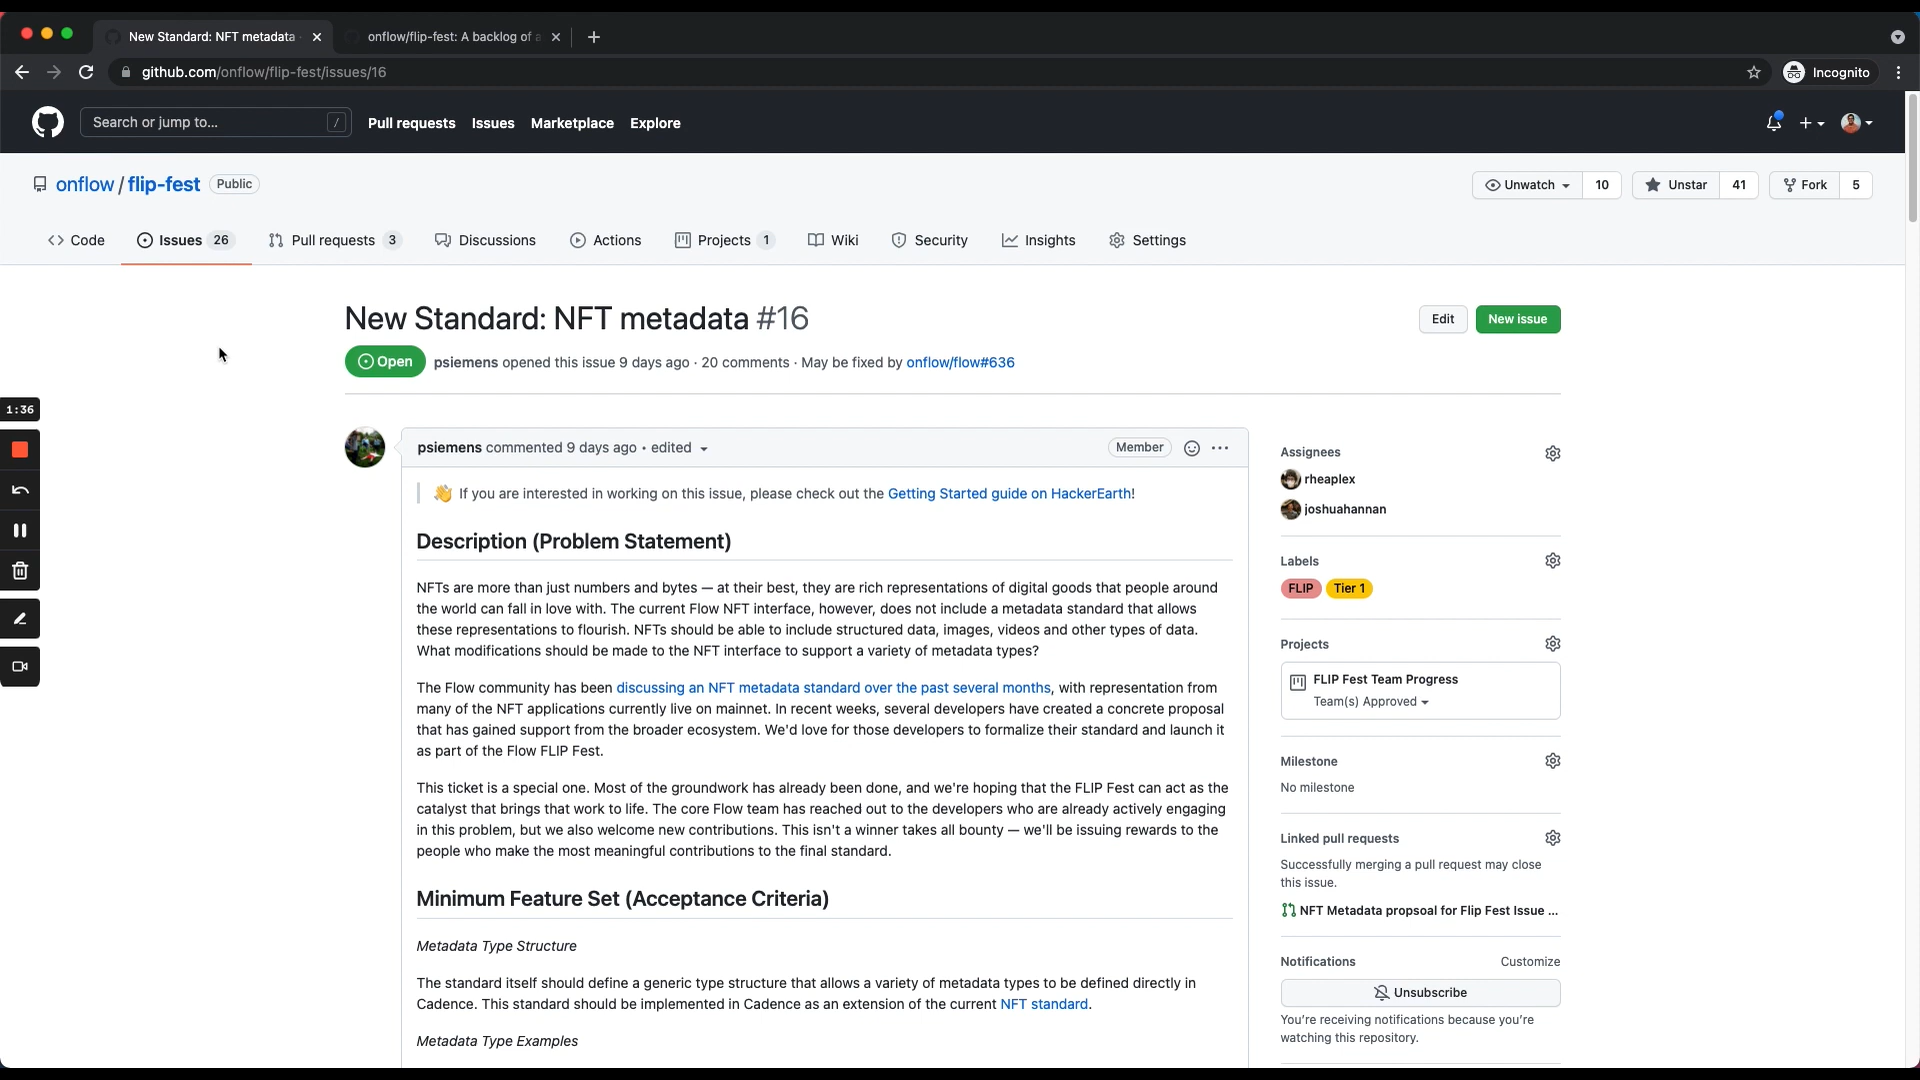 New Standard: NFT metadata
onflow/flip-fest: A backlog of a
github.com/onflow/flip-fest/issues/16
Incognito
Search or jump to...
/
Pull requests
Issues
Marketplace
Explore
onflow / flip-fest
Public
Unwatch
10
Unstar
41
Fork
5
Code
Issues 26
Pull requests 3
Discussions
Actions
Projects 1
Wiki
Security
Insights
Settings
New Standard: NFT metadata #16
Edit
New issue
Open
psiemens opened this issue 9 days ago · 20 comments · May be fixed by onflow/flow#636
1:36
psiemens commented 9 days ago • edited
Member
👋 If you are interested in working on this issue, please check out the Getting Started guide on HackerEarth!
Description (Problem Statement)
NFTs are more than just numbers and bytes — at their best, they are rich representations of digital goods that people around
the world can fall in love with. The current Flow NFT interface, however, does not include a metadata standard that allows
these representations to flourish. NFTs should be able to include structured data, images, videos and other types of data.
What modifications should be made to the NFT interface to support a variety of metadata types?
The Flow community has been discussing an NFT metadata standard over the past several months, with representation from
many of the NFT applications currently live on mainnet. In recent weeks, several developers have created a concrete proposal
that has gained support from the broader ecosystem. We'd love for those developers to formalize their standard and launch it
as part of the Flow FLIP Fest.
This ticket is a special one. Most of the groundwork has already been done, and we're hoping that the FLIP Fest can act as the
catalyst that brings that work to life. The core Flow team has reached out to the developers who are already actively engaging
in this problem, but we also welcome new contributions. This isn't a winner takes all bounty — we'll be issuing rewards to the
people who make the most meaningful contributions to the final standard.
Minimum Feature Set (Acceptance Criteria)
Metadata Type Structure
The standard itself should define a generic type structure that allows a variety of metadata types to be defined directly in
Cadence. This standard should be implemented in Cadence as an extension of the current NFT standard.
Metadata Type Examples
Assignees
rheaplex
joshuahannan
Labels
FLIP
Tier 1
Projects
FLIP Fest Team Progress
Team(s) Approved
Milestone
No milestone
Linked pull requests
Successfully merging a pull request may close
this issue.
NFT Metadata propsoal for Flip Fest Issue ...
Notifications
Customize
Unsubscribe
You're receiving notifications because you're
watching this repository.